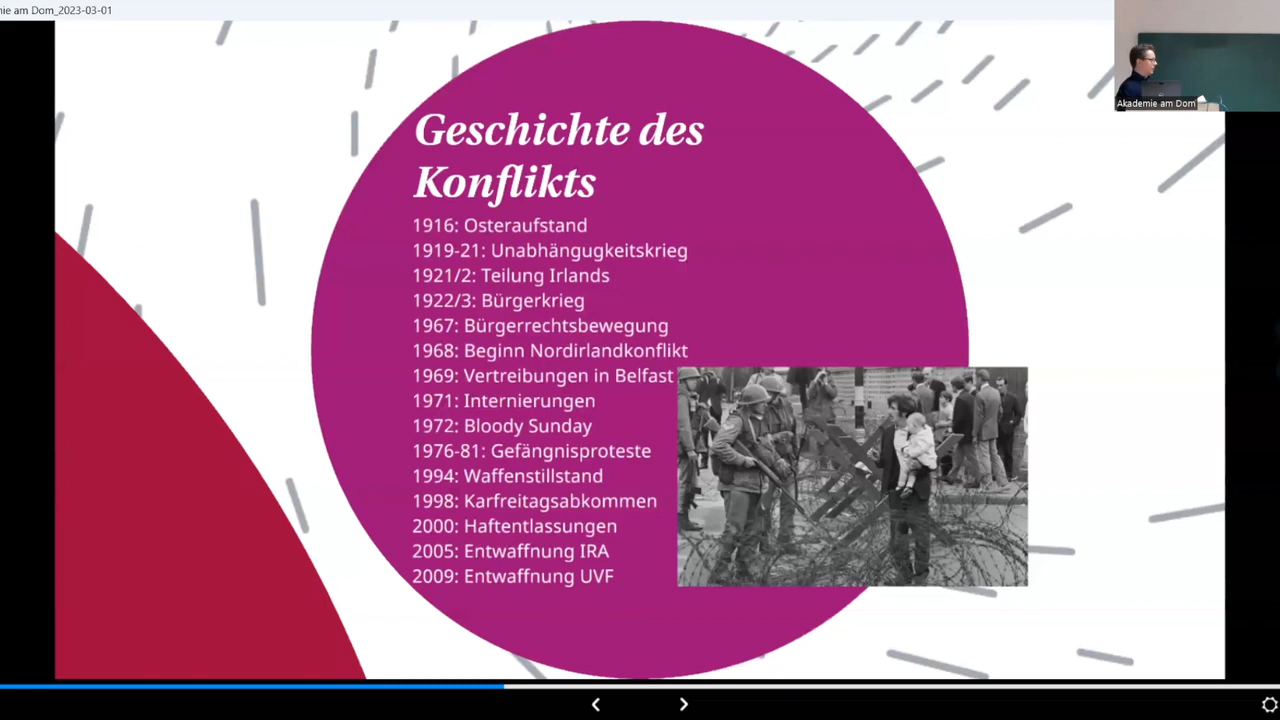 ie am Dom_2023-03-01
Akademie am Dom
Geschichte des
Konflikts
1916: Osteraufstand
1919-21: Unabhängugkeitskrieg
1921/2: Teilung Irlands
1922/3: Bürgerkrieg
1967: Bürgerrechtsbewegung
1968: Beginn Nordirlandkonflikt
1969: Vertreibungen in Belfast
1971: Internierungen
1972: Bloody Sunday
1976-81: Gefängnisproteste
1994: Waffenstillstand
1998: Karfreitagsabkommen
2000: Haftentlassungen
2005: Entwaffnung IRA
2009: Entwaffnung UVF